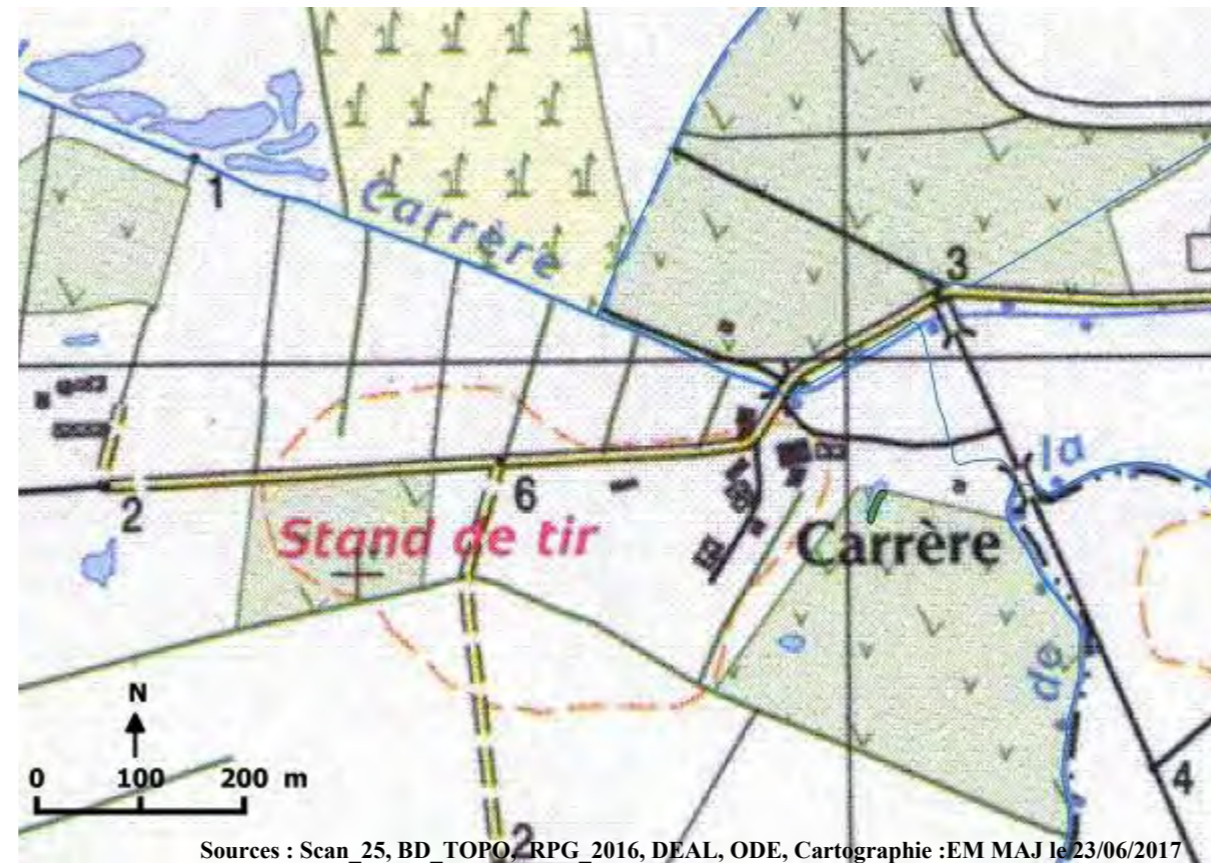 1
Carrère
3
2
6
Stand de tir
Carrère
la
de
N
0 100 200 m
4
2
Sources : Scan_25, BD_TOPO, RPG_2016, DEAL, ODE, Cartographie :EM MAJ le 23/06/2017